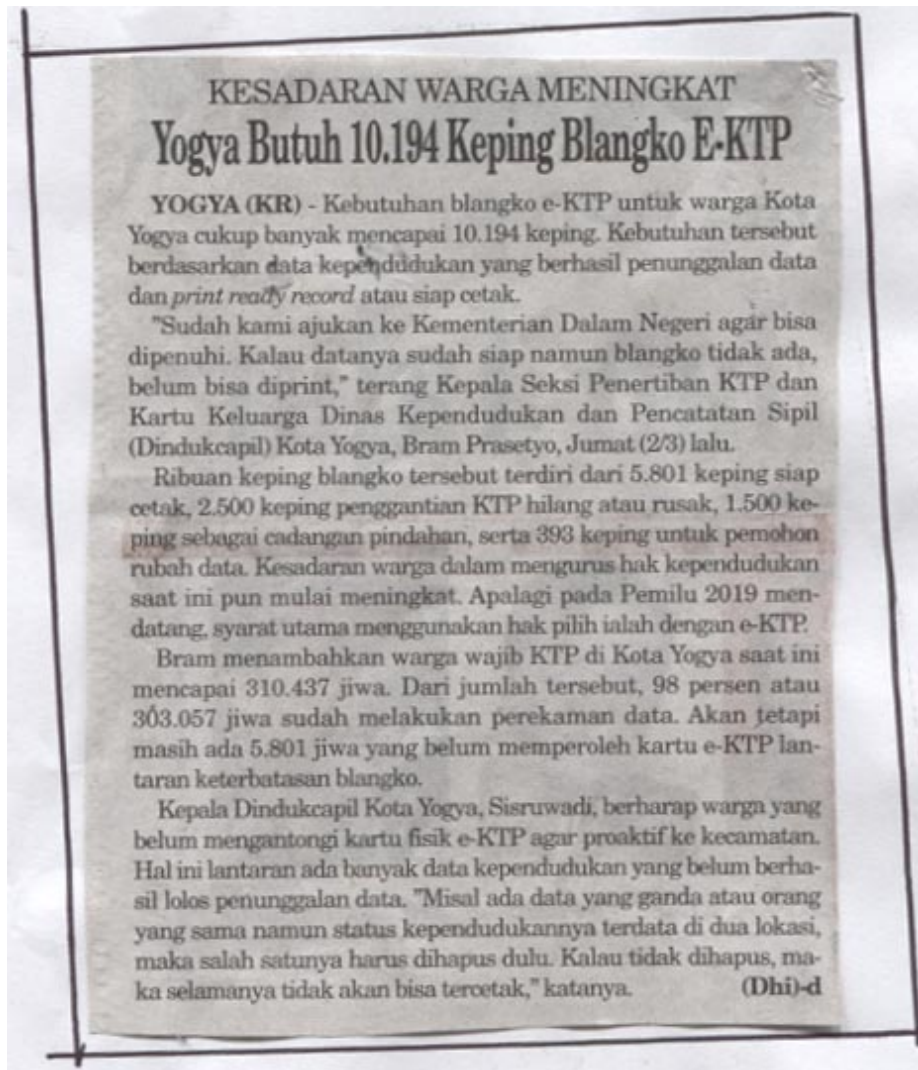 KESADARAN WARGA MENINGKAT
Yogya Butuh 10.194 Keping Blangko E-KTP
YOGYA (KR) - Kebutuhan blangko e-KTP untuk warga Kota
Yogya cukup banyak mencapai 10.194 keping. Kebutuhan tersebut
berdasarkan data kependudukan yang berhasil penunggalan data
dan print ready record atau siap cetak.
"Sudah kami ajukan ke Kementerian Dalam Negeri agar bisa
dipenuhi. Kalau datanya sudah siap namun blangko tidak ada,
belum bisa diprint," terang Kepala Seksi Penertiban KTP dan
Kartu Keluarga Dinas Kependudukan dan Pencatatan Sipil
(Dindukcapil) Kota Yogya, Bram Prasetyo, Jumat (2/3) lalu.
Ribuan keping blangko tersebut terdiri dari 5.801 keping siap
cetak, 2.500 keping penggantian KTP hilang atau rusak, 1.500 ke-
ping sebagai cadangan pindahan, serta 393 keping untuk pemohon
rubah data. Kesadaran warga dalam mengurus hak kependudukan
saat ini pun mulai meningkat. Apalagi pada Pemilu 2019 men-
datang, syarat utama menggunakan hak pilih ialah dengan e-KTP.
Bram menambahkan warga wajib KTP di Kota Yogya saat ini
mencapai 310.437 jiwa. Dari jumlah tersebut, 98 persen atau
303.057 jiwa sudah melakukan perekaman data. Akan tetapi
masih ada 5.801 jiwa yang belum memperoleh kartu e-KTP lan-
taran keterbatasan blangko.
Kepala Dindukcapil Kota Yogya, Sisruwadi, berharap warga yang
belum mengantongi kartu fisik e-KTP agar proaktif ke kecamatan.
Hal ini lantaran ada banyak data kependudukan yang belum berha-
sil lolos penunggalan data. "Misal ada data yang ganda atau orang
yang sama namun status kependudukannya terdata di dua lokasi,
maka salah satunya harus dihapus dulu. Kalau tidak dihapus, ma-
ka selamanya tidak akan bisa tercetak," katanya. (Dhi)-d